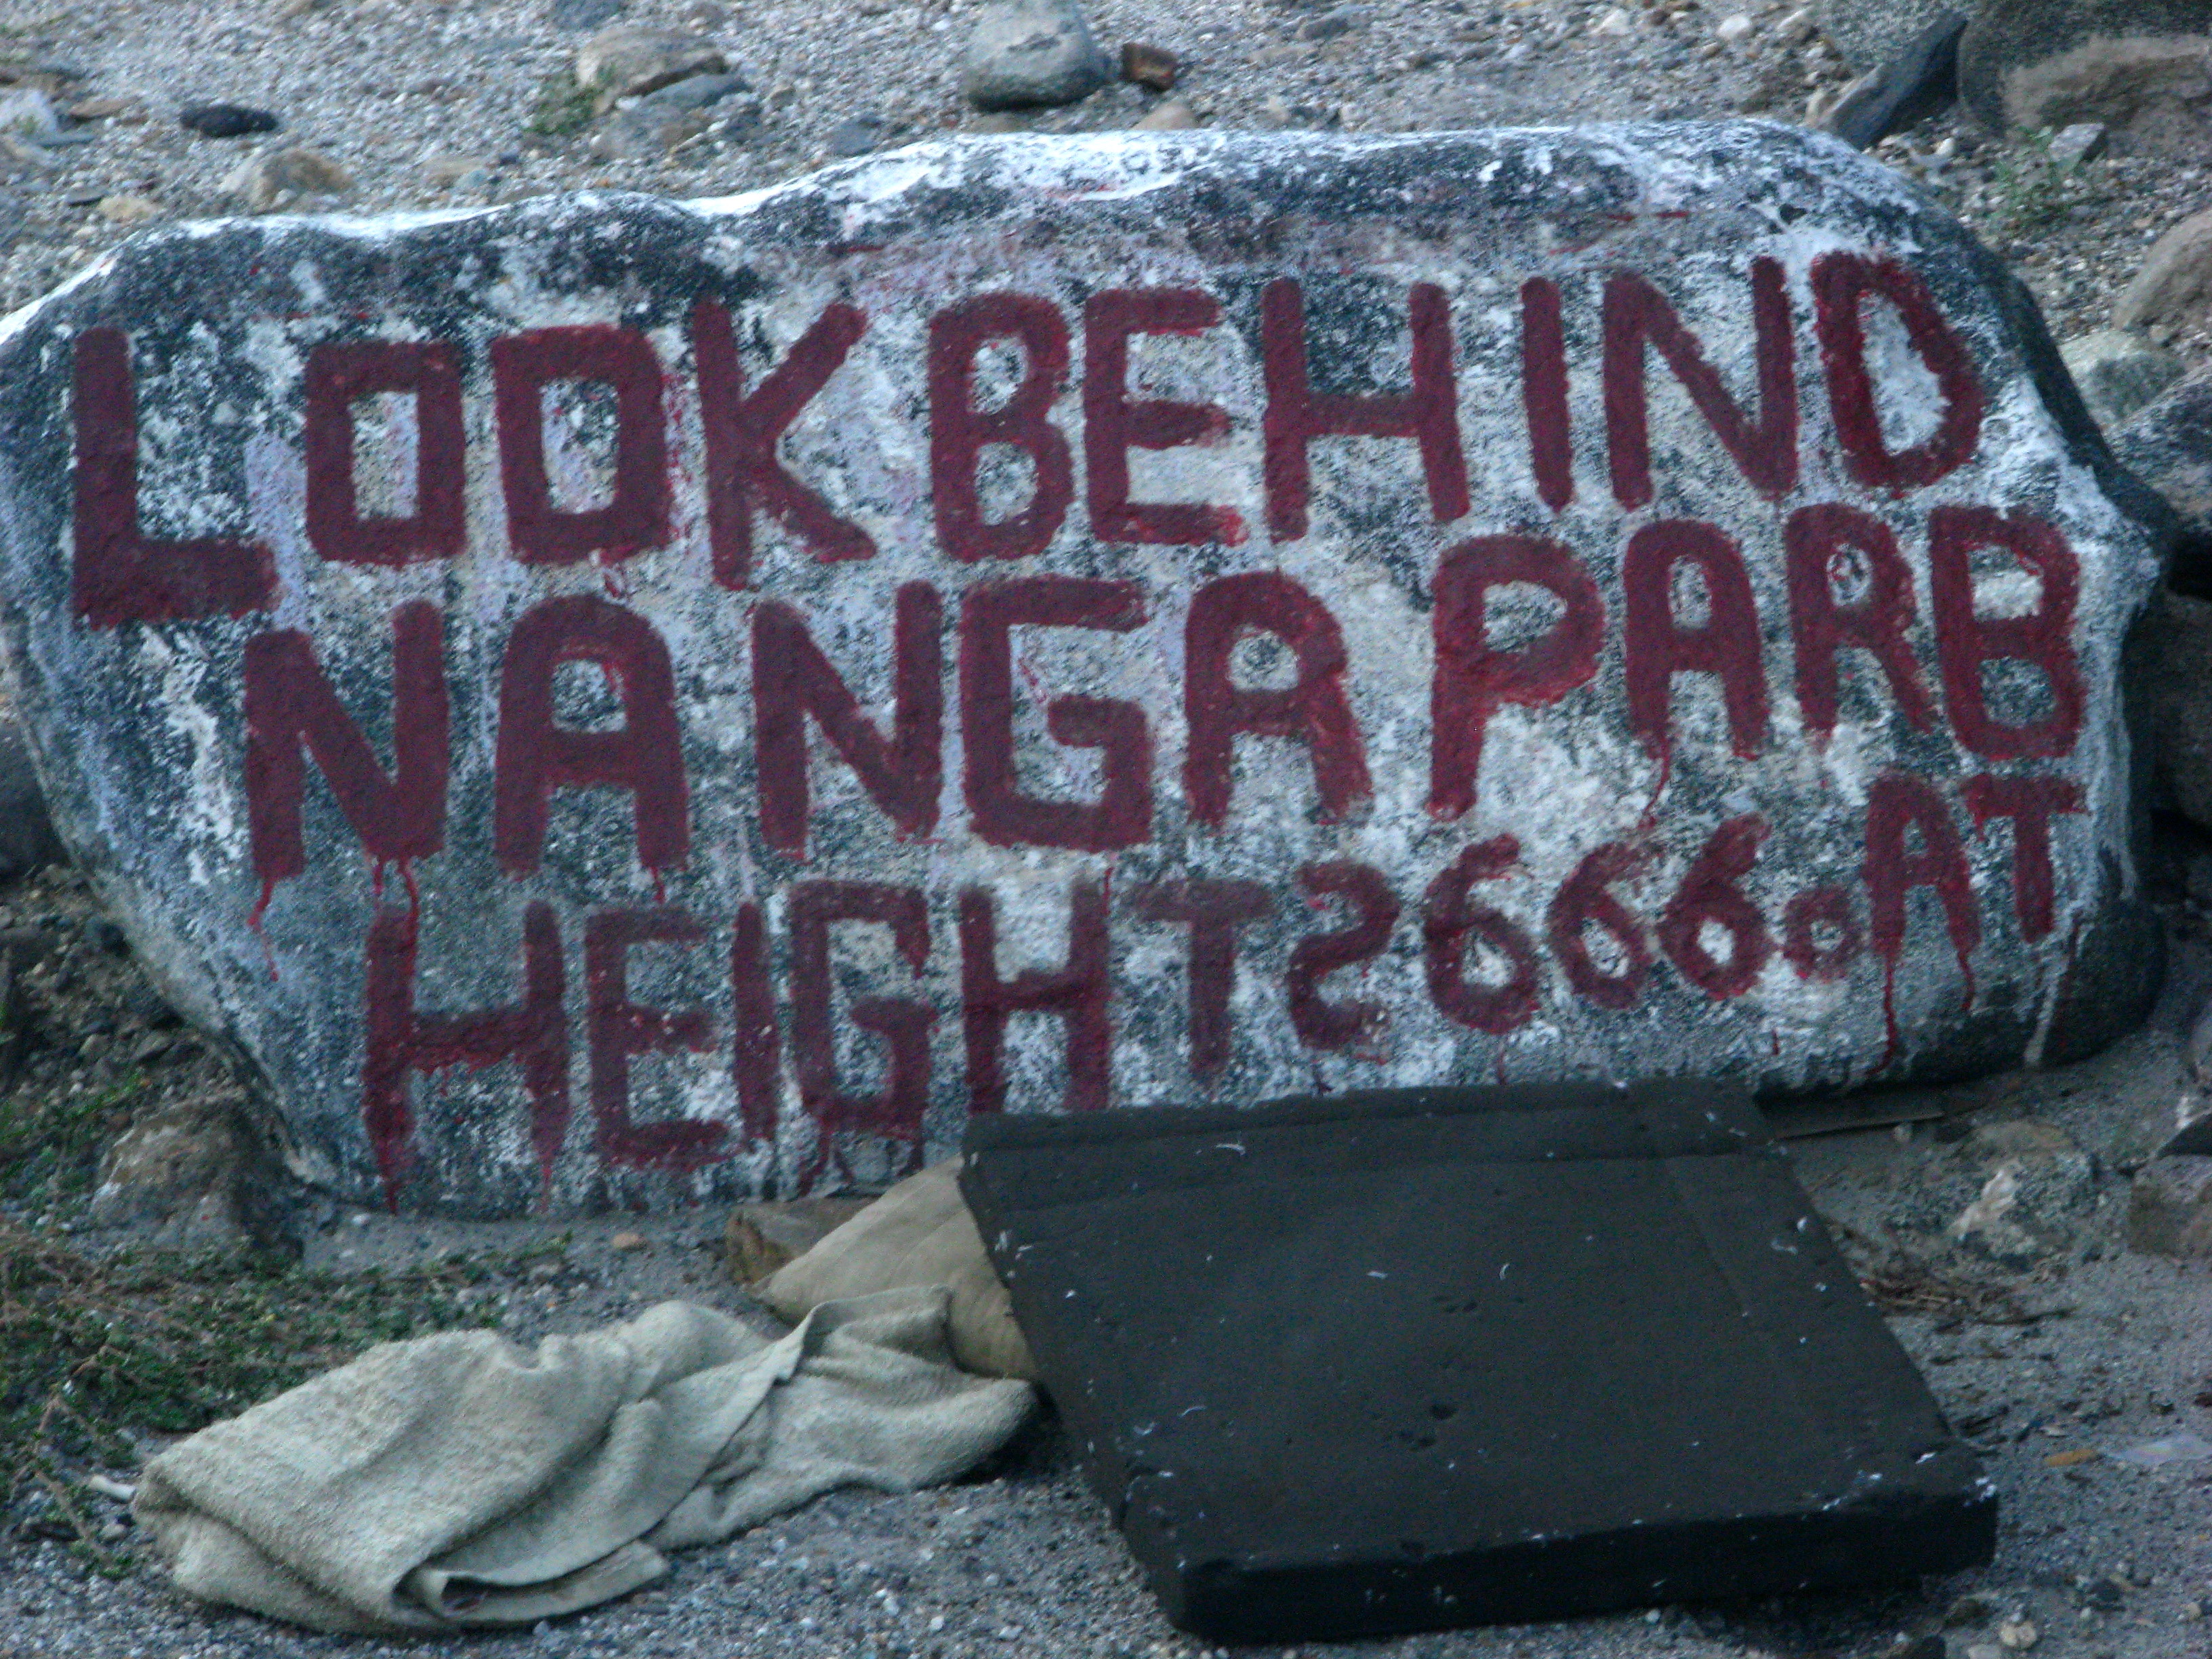 LOOK BEHIND
NANGA PARB
AT
HEIGHT 26660